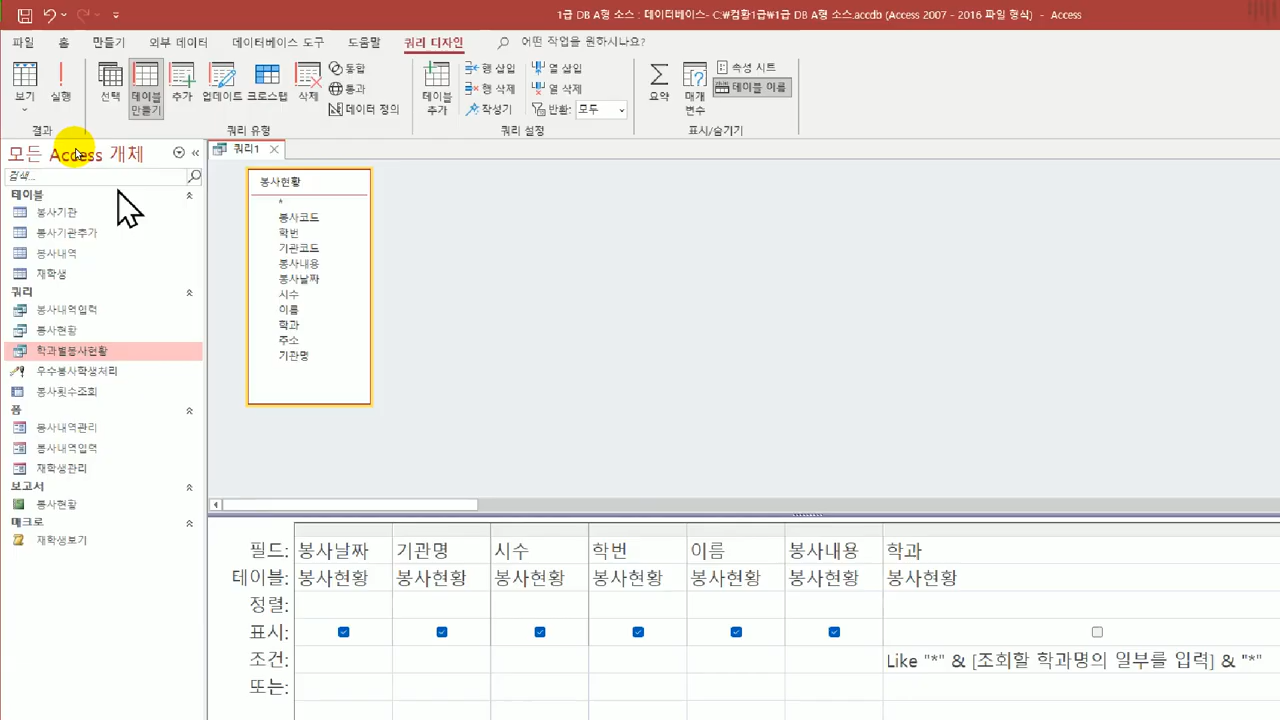 1급 DB A형 소스 : 데이터베이스- C:₩컴활1급₩1급 DB A형 소스.accdb (Access 2007 - 2016 파일 형식) - Access
파일 홈 만들기 외부 데이터 데이터베이스 도구 도움말 쿼리 디자인 어떤 작업을 원하시나요?
보기 실행 선택 테이블 만들기 추가 업데이트 크로스탭 삭제 통합 통과 데이터 정의 테이블 추가 행 삽입 행 삭제 작성기 열 삽입 열 삭제 반환: 모두 요약 매개 변수 속성 시트 테이블 이름
결과 쿼리 유형 쿼리 설정 표시/숨기기
모든 Access 개체 «
검색...
테이블
봉사기관
봉사기관추가
봉사내역
재학생
쿼리
봉사내역입력
봉사현황
학과별봉사현황
우수봉사학생처리
봉사횟수조회
폼
봉사내역관리
봉사내역입력
재학생관리
보고서
봉사현황
매크로
재학생보기
쿼리1
봉사현황
*
봉사코드
학번
기관코드
봉사내용
봉사날짜
시수
이름
학과
주소
기관명
필드: 봉사날짜 기관명 시수 학번 이름 봉사내용 학과
테이블: 봉사현황 봉사현황 봉사현황 봉사현황 봉사현황 봉사현황 봉사현황
정렬:
표시:
조건: Like "*" & [조회할 학과명의 일부를 입력] & "*"
또는: